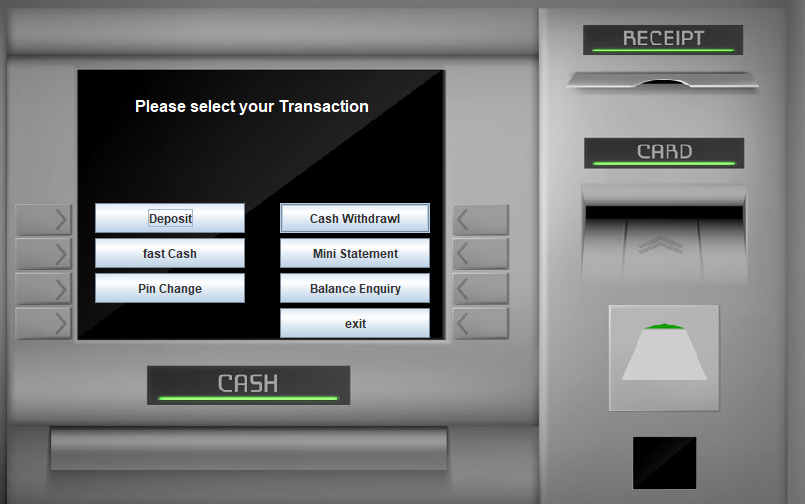 RECEIPT
Please select your Transaction
CARD
Deposit
Cash Withdrawl
fast Cash
Mini Statement
Pin Change
Balance Enquiry
exit
CASH